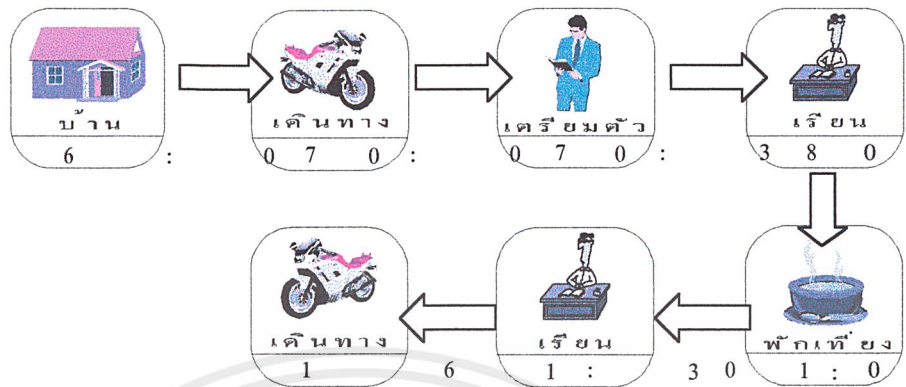 บ้าน เดินทาง เตรียมตัว เรียน
6 : 0 7 0 : 0 7 0 : 3 8 0
เดินทาง เรียน พักเที่ยง
1 6 1 : 3 0 1 : 0